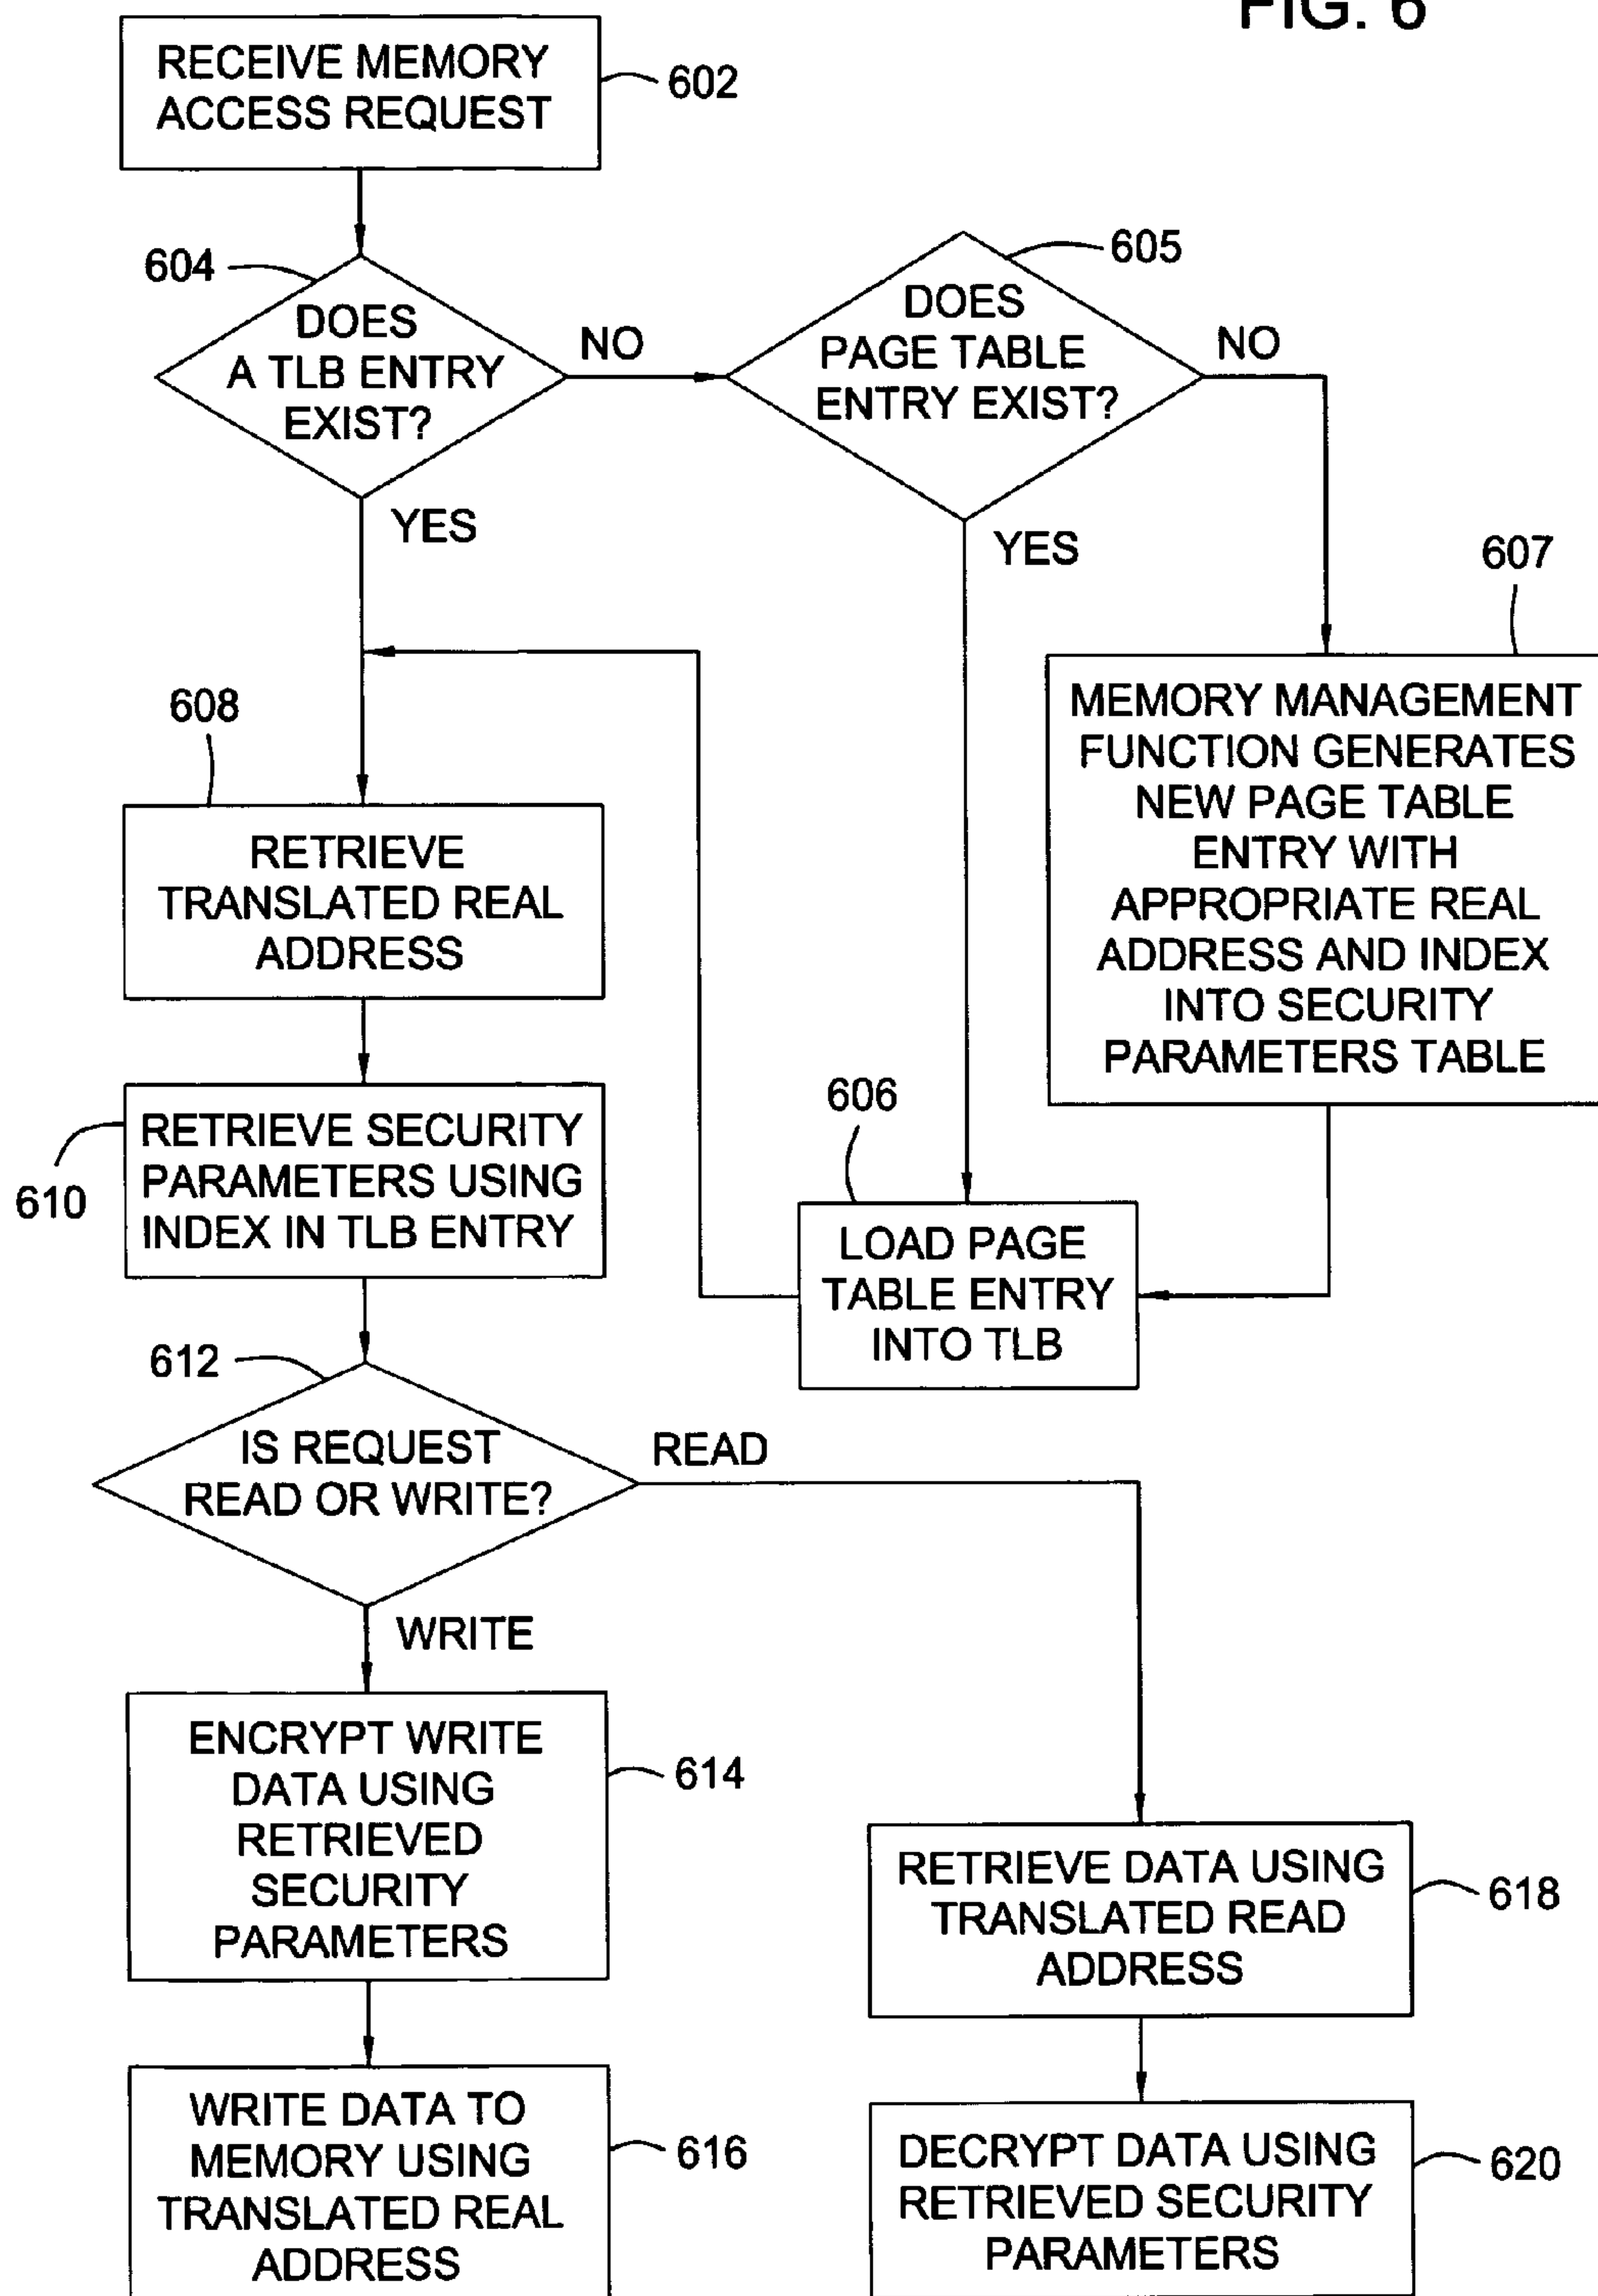 FIG. 6
RECEIVE MEMORY
ACCESS REQUEST
602
604
DOES
A TLB ENTRY
EXIST?
NO
YES
605
DOES
PAGE TABLE
ENTRY EXIST?
NO
YES
607
MEMORY MANAGEMENT
FUNCTION GENERATES
NEW PAGE TABLE
ENTRY WITH
APPROPRIATE REAL
ADDRESS AND INDEX
INTO SECURITY
PARAMETERS TABLE
608
RETRIEVE
TRANSLATED REAL
ADDRESS
610
RETRIEVE SECURITY
PARAMETERS USING
INDEX IN TLB ENTRY
606
LOAD PAGE
TABLE ENTRY
INTO TLB
612
IS REQUEST
READ OR WRITE?
READ
WRITE
ENCRYPT WRITE
DATA USING
RETRIEVED
SECURITY
PARAMETERS
614
RETRIEVE DATA USING
TRANSLATED READ
ADDRESS
618
WRITE DATA TO
MEMORY USING
TRANSLATED REAL
ADDRESS
616
DECRYPT DATA USING
RETRIEVED SECURITY
PARAMETERS
620